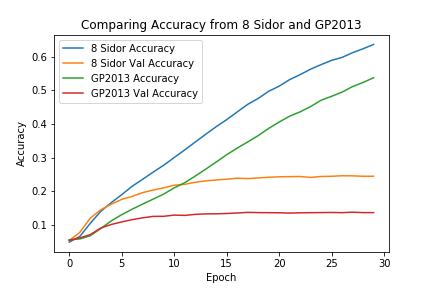 Comparing Accuracy from 8 Sidor and GP2013
8 Sidor Accuracy
8 Sidor Val Accuracy
GP2013 Accuracy
GP2013 Val Accuracy
Accuracy
0.6
0.5
0.4
0.3
0.2
0.1
0 5 10 15 20 25 30
Epoch